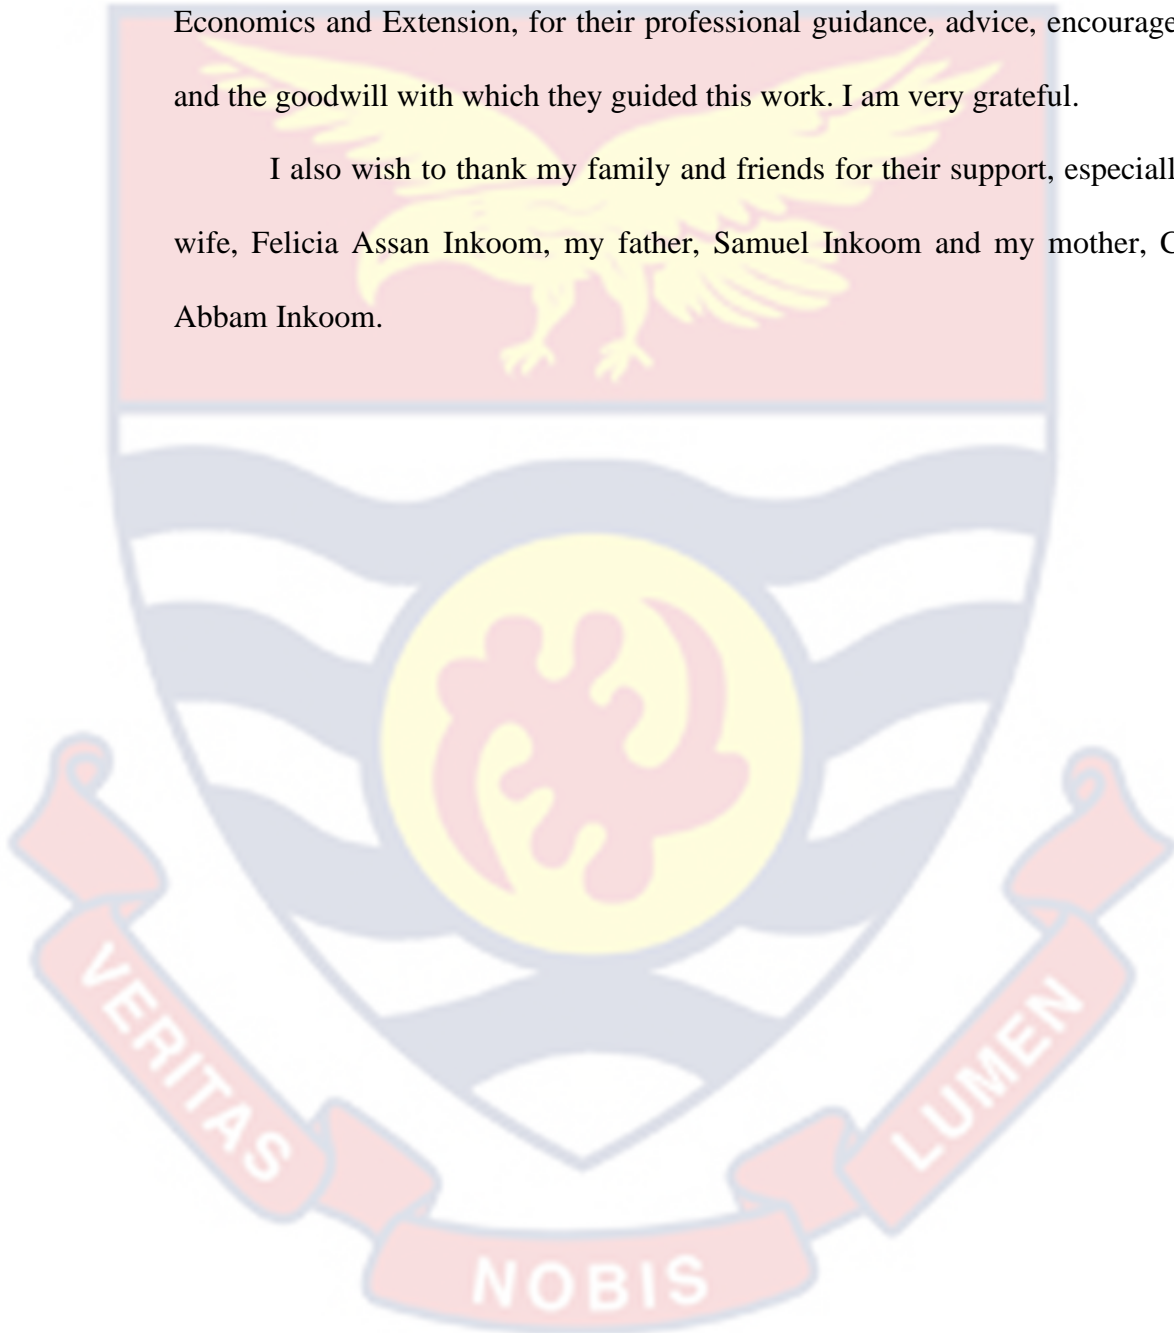 Economics and Extension, for their professional guidance, advice, encourage
and the goodwill with which they guided this work. I am very grateful.
I also wish to thank my family and friends for their support, especiall
wife, Felicia Assan Inkoom, my father, Samuel Inkoom and my mother, C
Abbam Inkoom.
VERITAS
NOBIS
LUMEN